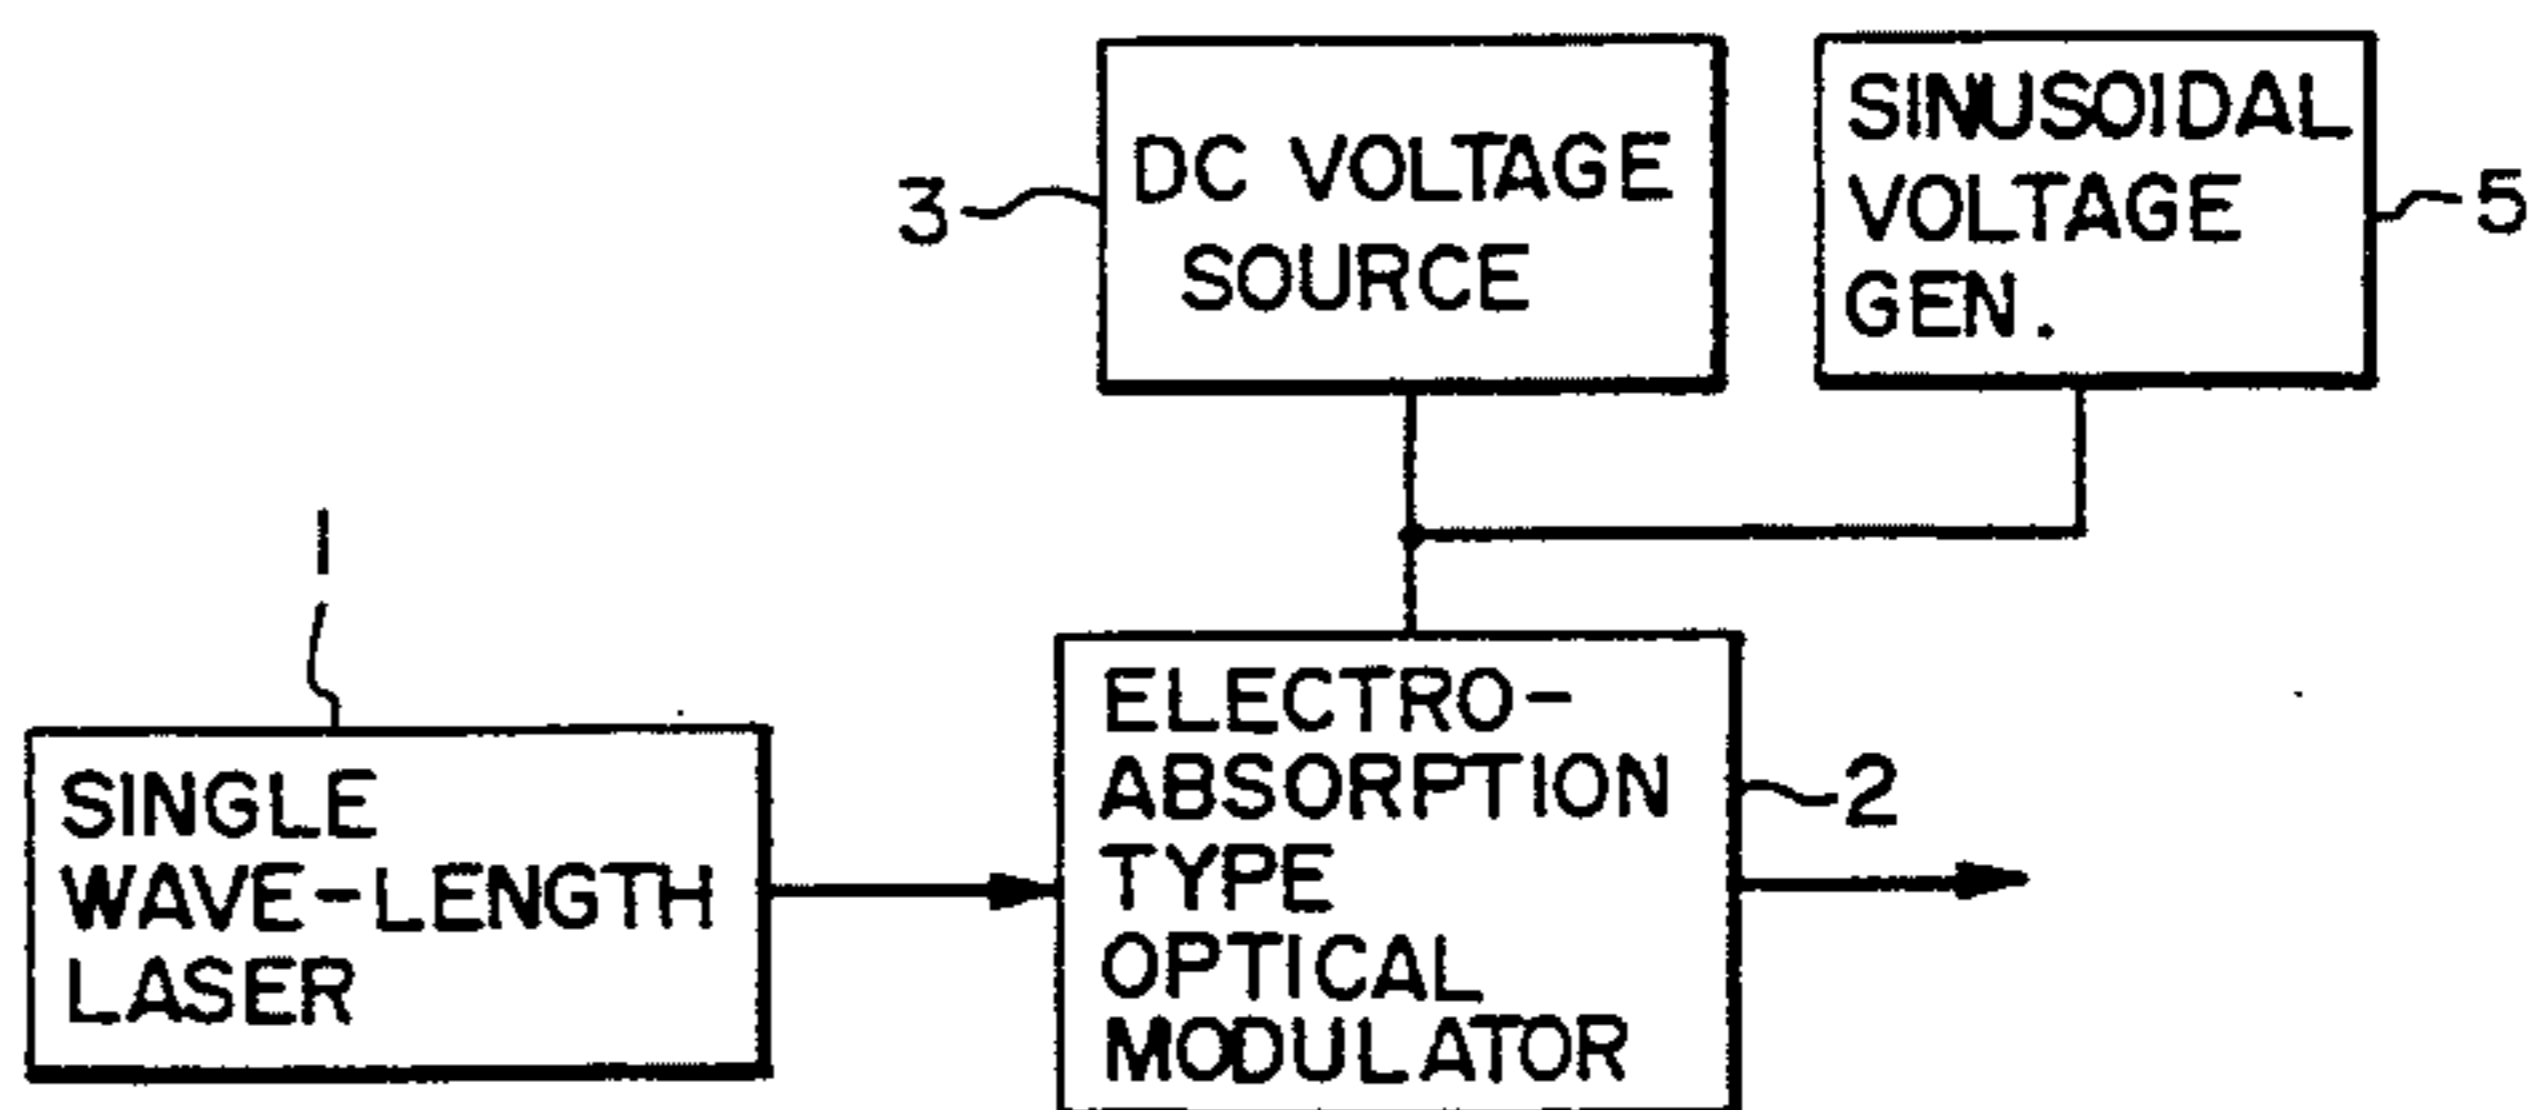 3
DC VOLTAGE
SOURCE
SINUSOIDAL
VOLTAGE
GEN.
5
1
SINGLE
WAVE-LENGTH
LASER
ELECTRO-
ABSORPTION
TYPE
OPTICAL
MODULATOR
2